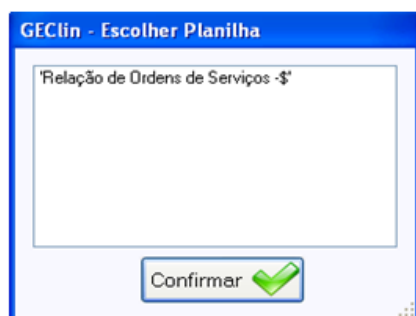 GEClin - Escolher Planilha
'Relação de Ordens de Serviços -$'
Confirmar